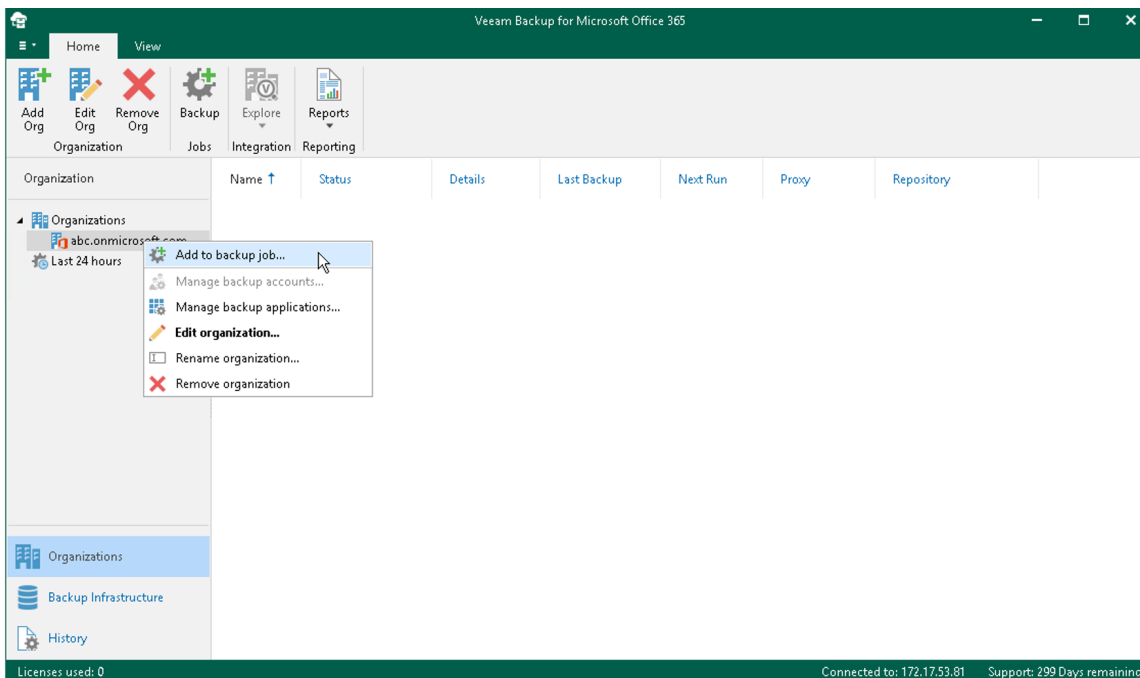 Veeam Backup for Microsoft Office 365
Home View
Add Org
Edit Org
Remove Org
Backup
Explore
Reports
Organization Jobs Integration Reporting
Organization
Name Status Details Last Backup Next Run Proxy Repository
Organizations
abc.onmicrosoft.com
Last 24 hours
Add to backup job...
Manage backup accounts...
Manage backup applications...
Edit organization...
Rename organization...
Remove organization
Organizations
Backup Infrastructure
History
Licenses used: 0 Connected to: 172.17.53.81 Support: 299 Days remaining